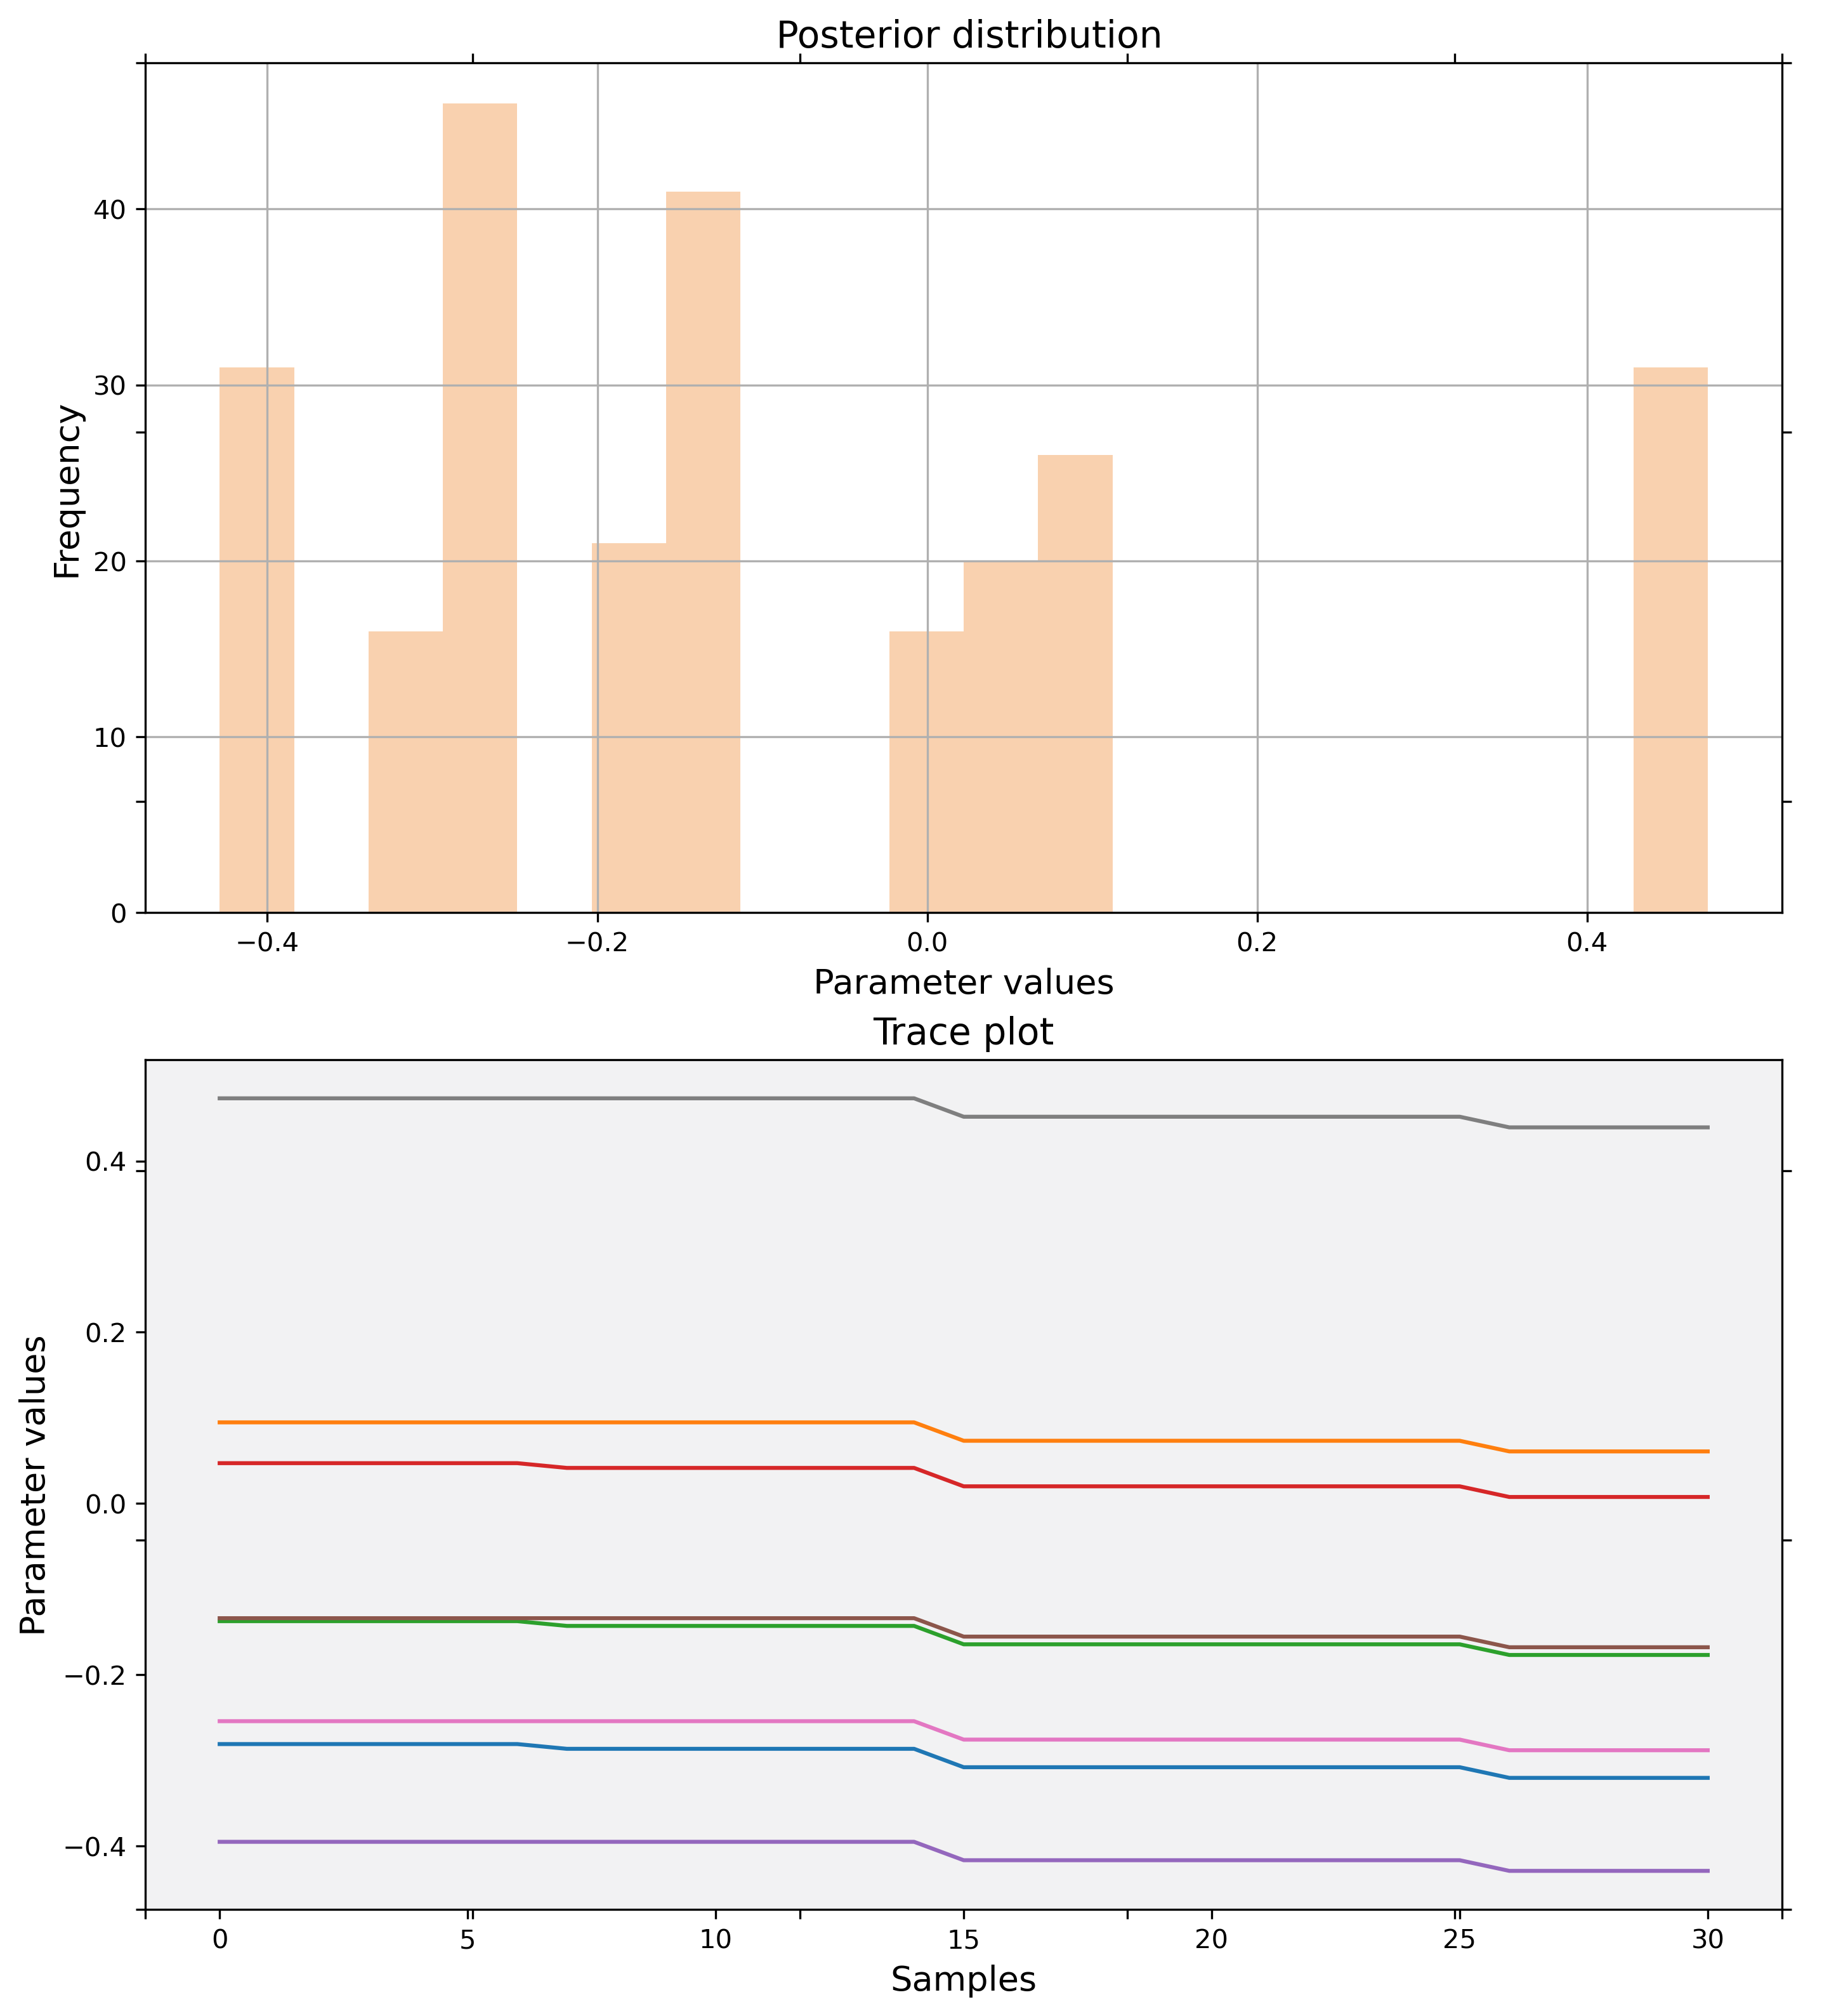 Posterior distribution
Frequency
40
30
20
10
0
−0.4 −0.2 0.0 0.2 0.4
Parameter values
Trace plot
Parameter values
0.4
0.2
0.0
−0.2
−0.4
0 5 10 15 20 25 30
Samples